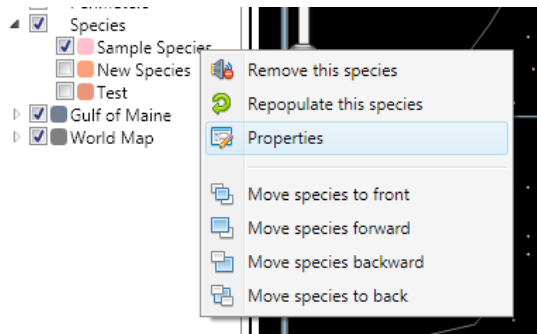 Species
Sample Species
New Species
Test
Gulf of Maine
World Map
Remove this species
Repopulate this species
Properties
Move species to front
Move species forward
Move species backward
Move species to back